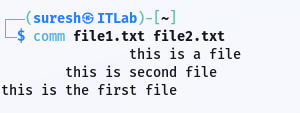 ┌──(suresh㉿ITLab)-[~]
└─$ comm file1.txt file2.txt
                this is a file
        this is second file
this is the first file